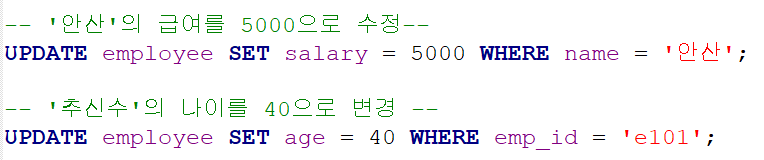 -- '안산'의 급여를 5000으로 수정--
UPDATE employee SET salary = 5000 WHERE name = '안산';
-- '추신수'의 나이를 40으로 변경 --
UPDATE employee SET age = 40 WHERE emp_id = 'e101';